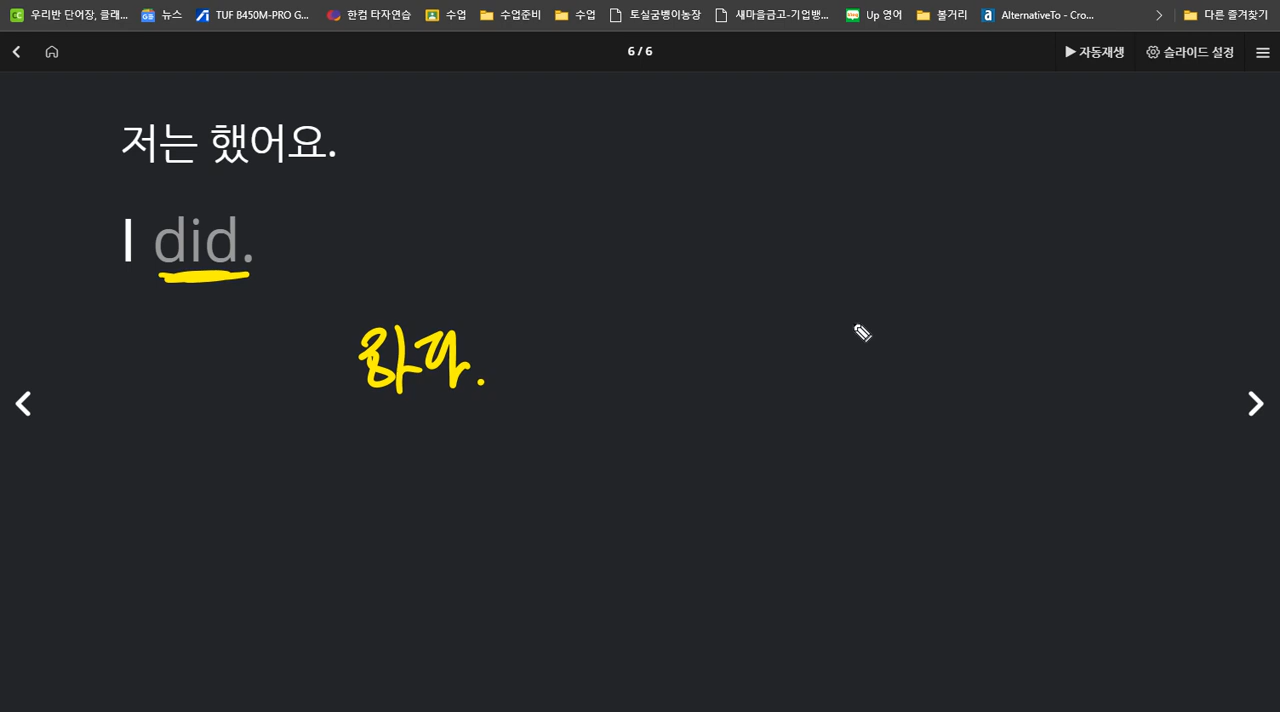 우리반 단어장, 클래... 뉴스 TUF B450M-PRO G... 한컴 타자연습 수업 수업준비 수업 토실굼벵이농장 새마을금고-기업뱅... Up 영어 볼거리 AlternativeTo - Cro... 다른 즐겨찾기
6 / 6 자동재생 슬라이드 설정
저는 했어요.
I did.
하다.